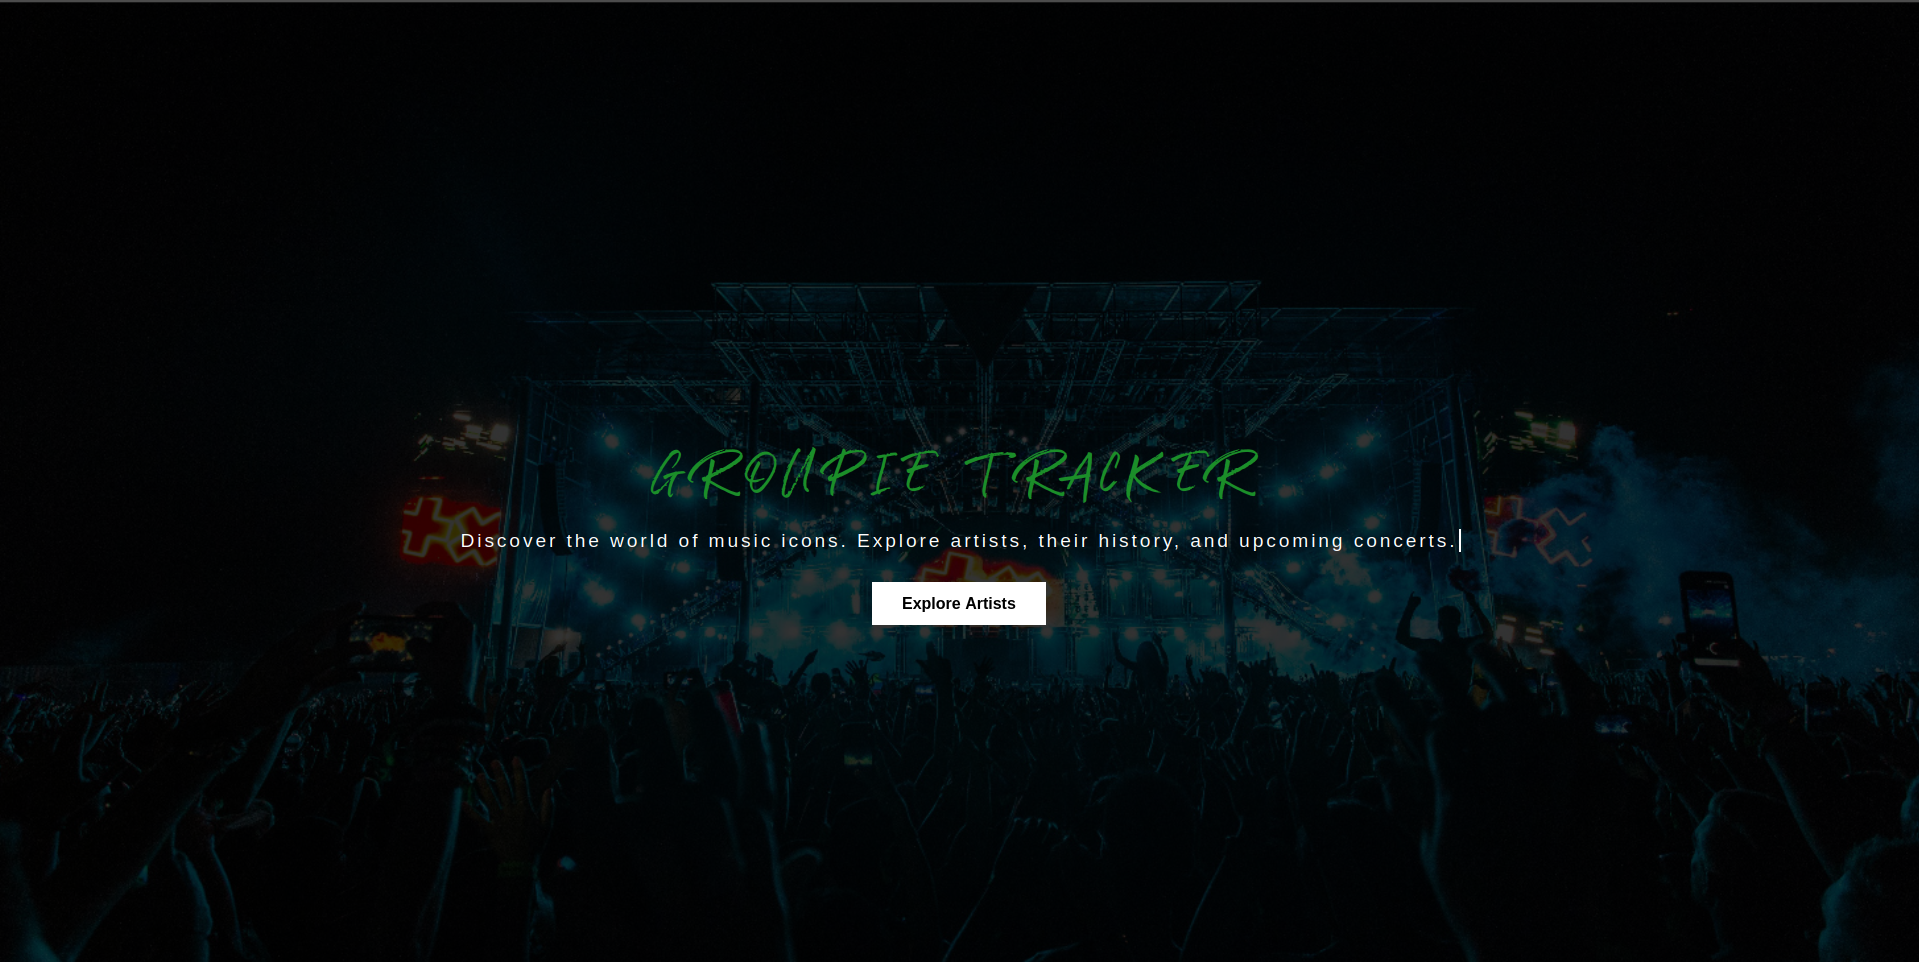 GROUPIE TRACKER
Discover the world of music icons. Explore artists, their history, and upcoming concerts.
Explore Artists